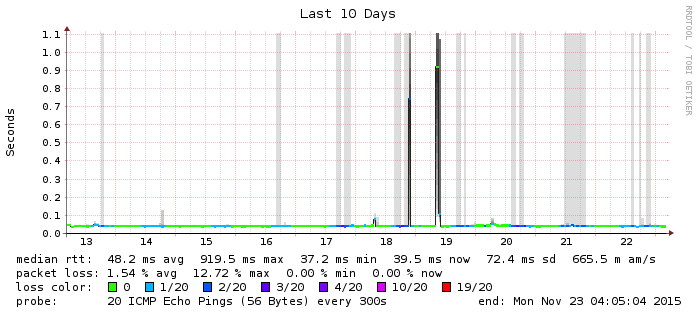 Last 10 Days
RRDTOOL / TOBI OETIKER
Seconds
1.1
1.0
0.9
0.8
0.7
0.6
0.5
0.4
0.3
0.2
0.1
0.0
13 14 15 16 17 18 19 20 21 22
median rtt: 48.2 ms avg 919.5 ms max 37.2 ms min 39.5 ms now 72.4 ms sd 665.5 m am/s
packet loss: 1.54 % avg 12.72 % max 0.00 % min 0.00 % now
loss color: 0 1/20 2/20 3/20 4/20 10/20 19/20
probe: 20 ICMP Echo Pings (56 Bytes) every 300s end: Mon Nov 23 04:05:04 2015